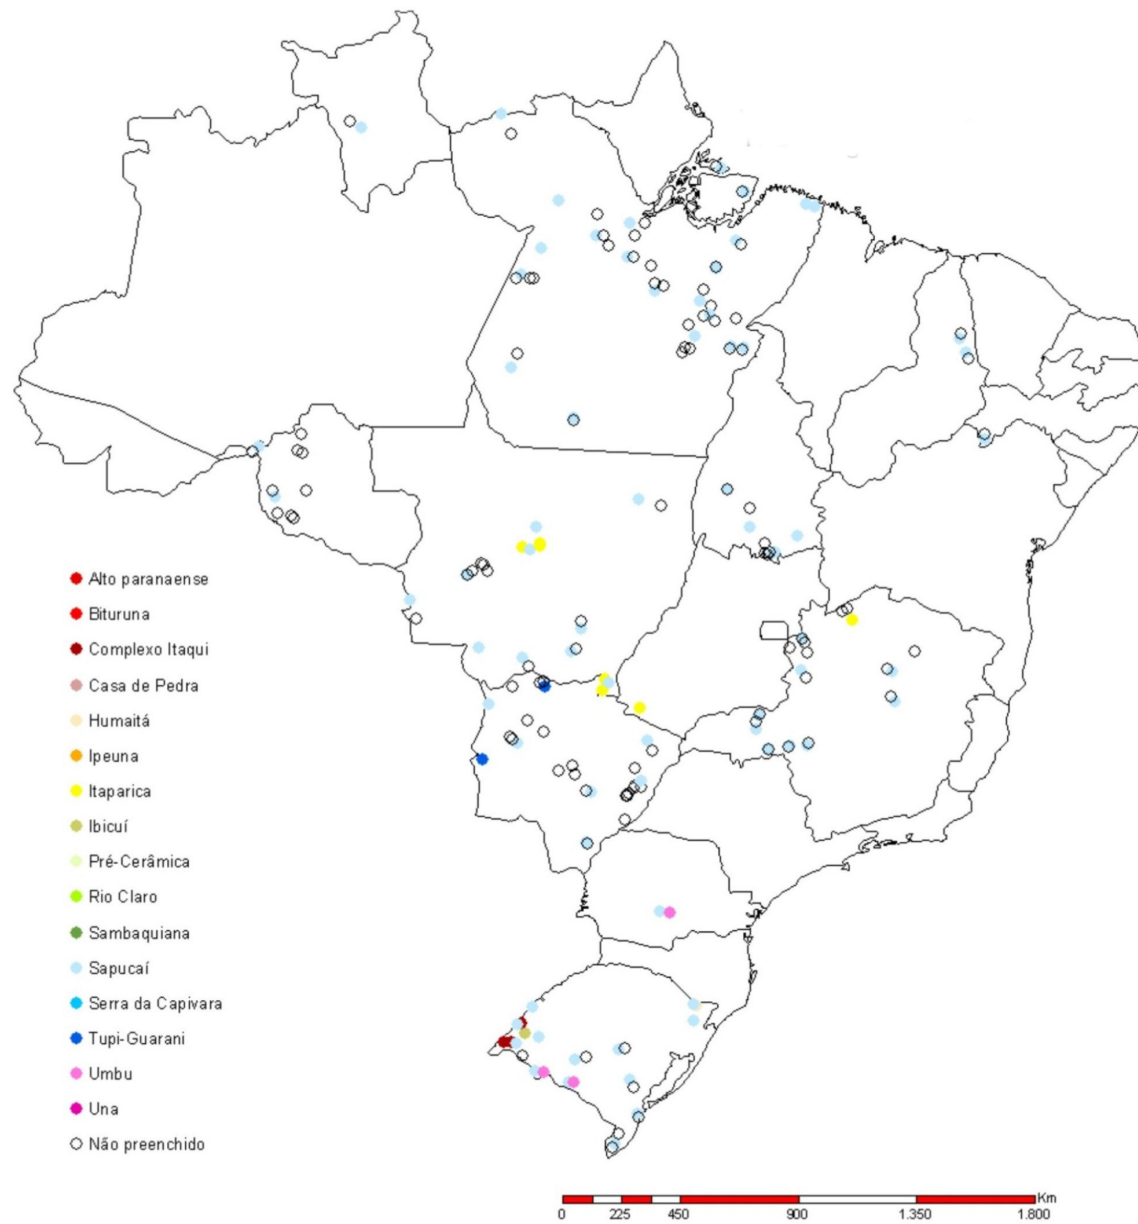 Alto paranaense
Bituruna
Complexo Itaqui
Casa de Pedra
Humaitá
Ipeuna
Itaparica
Ibicuí
Pré-Cerâmica
Rio Claro
Sambaquiana
Sapucaí
Serra da Capivara
Tupi-Guarani
Umbu
Una
Não preenchido
Km
0 225 450 900 1.350 1.800